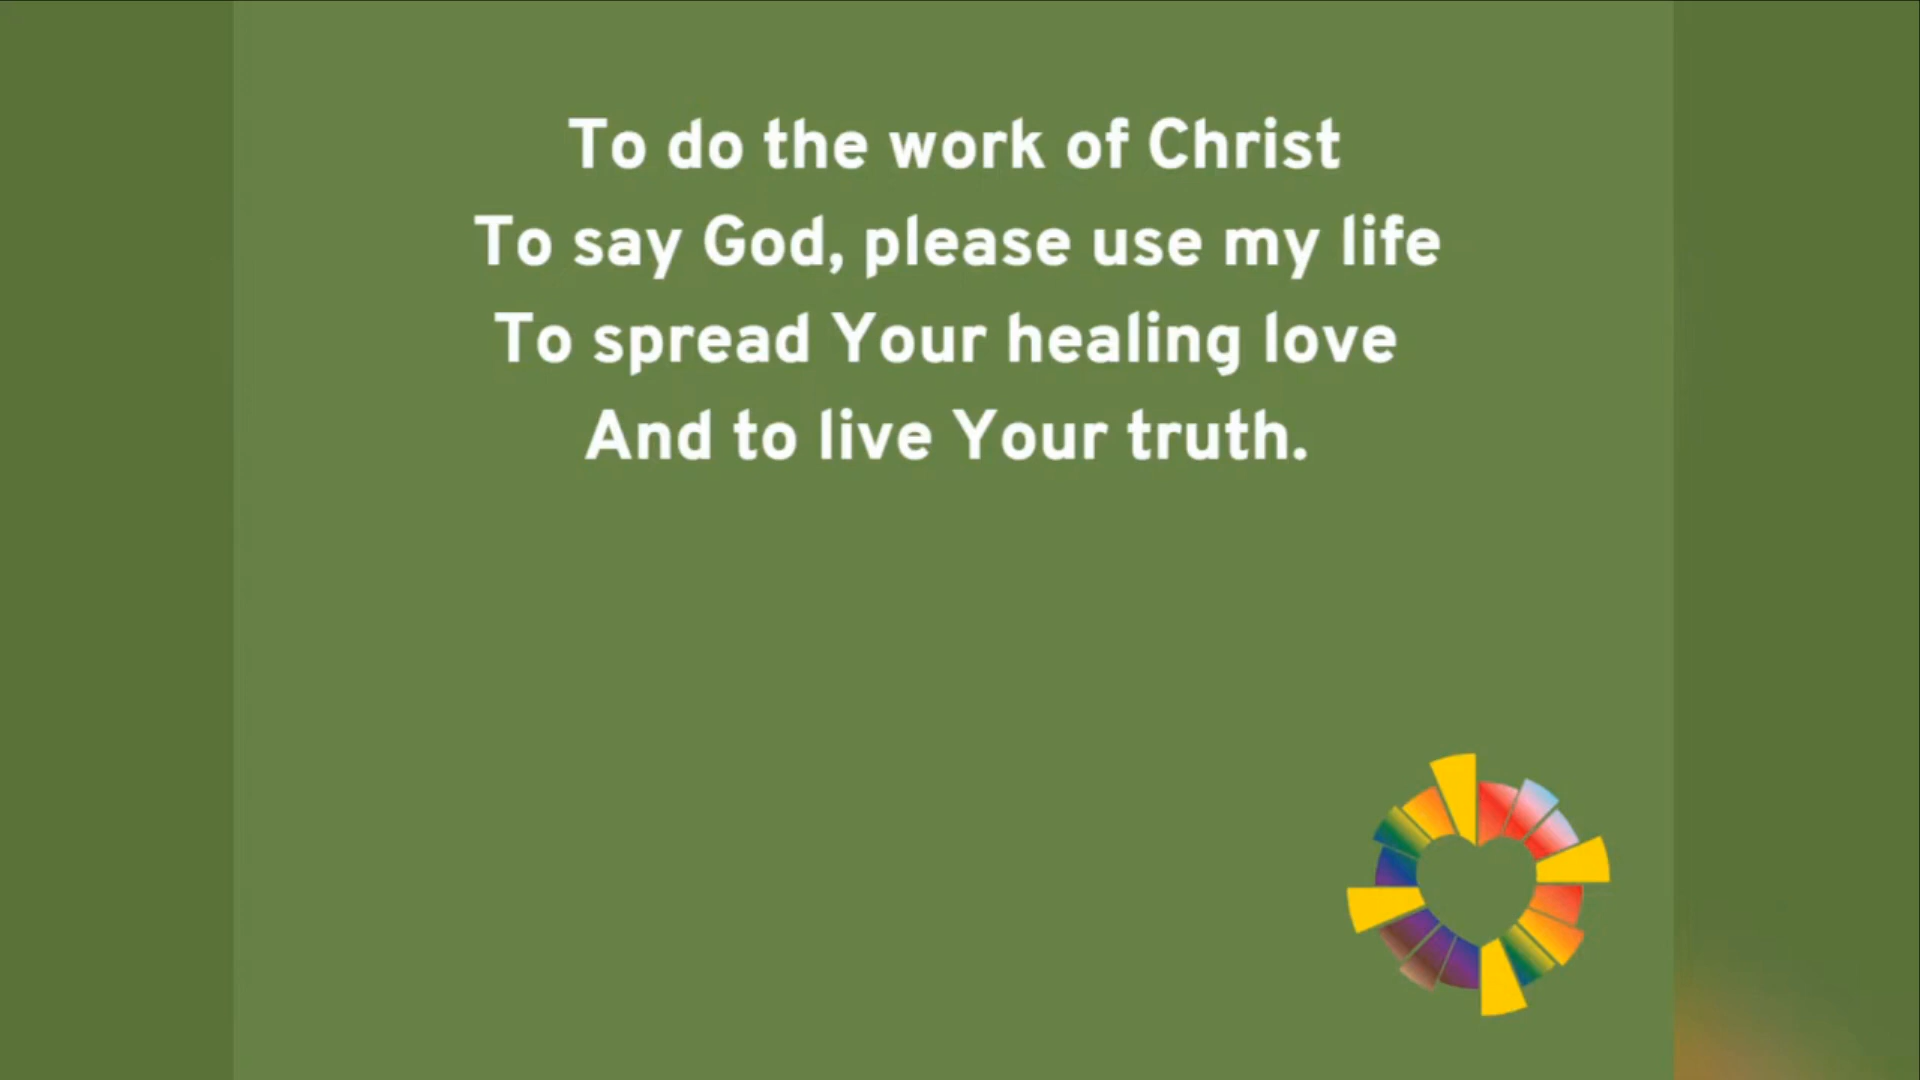 To do the work of Christ
To say God, please use my life
To spread Your healing love
And to live Your truth.